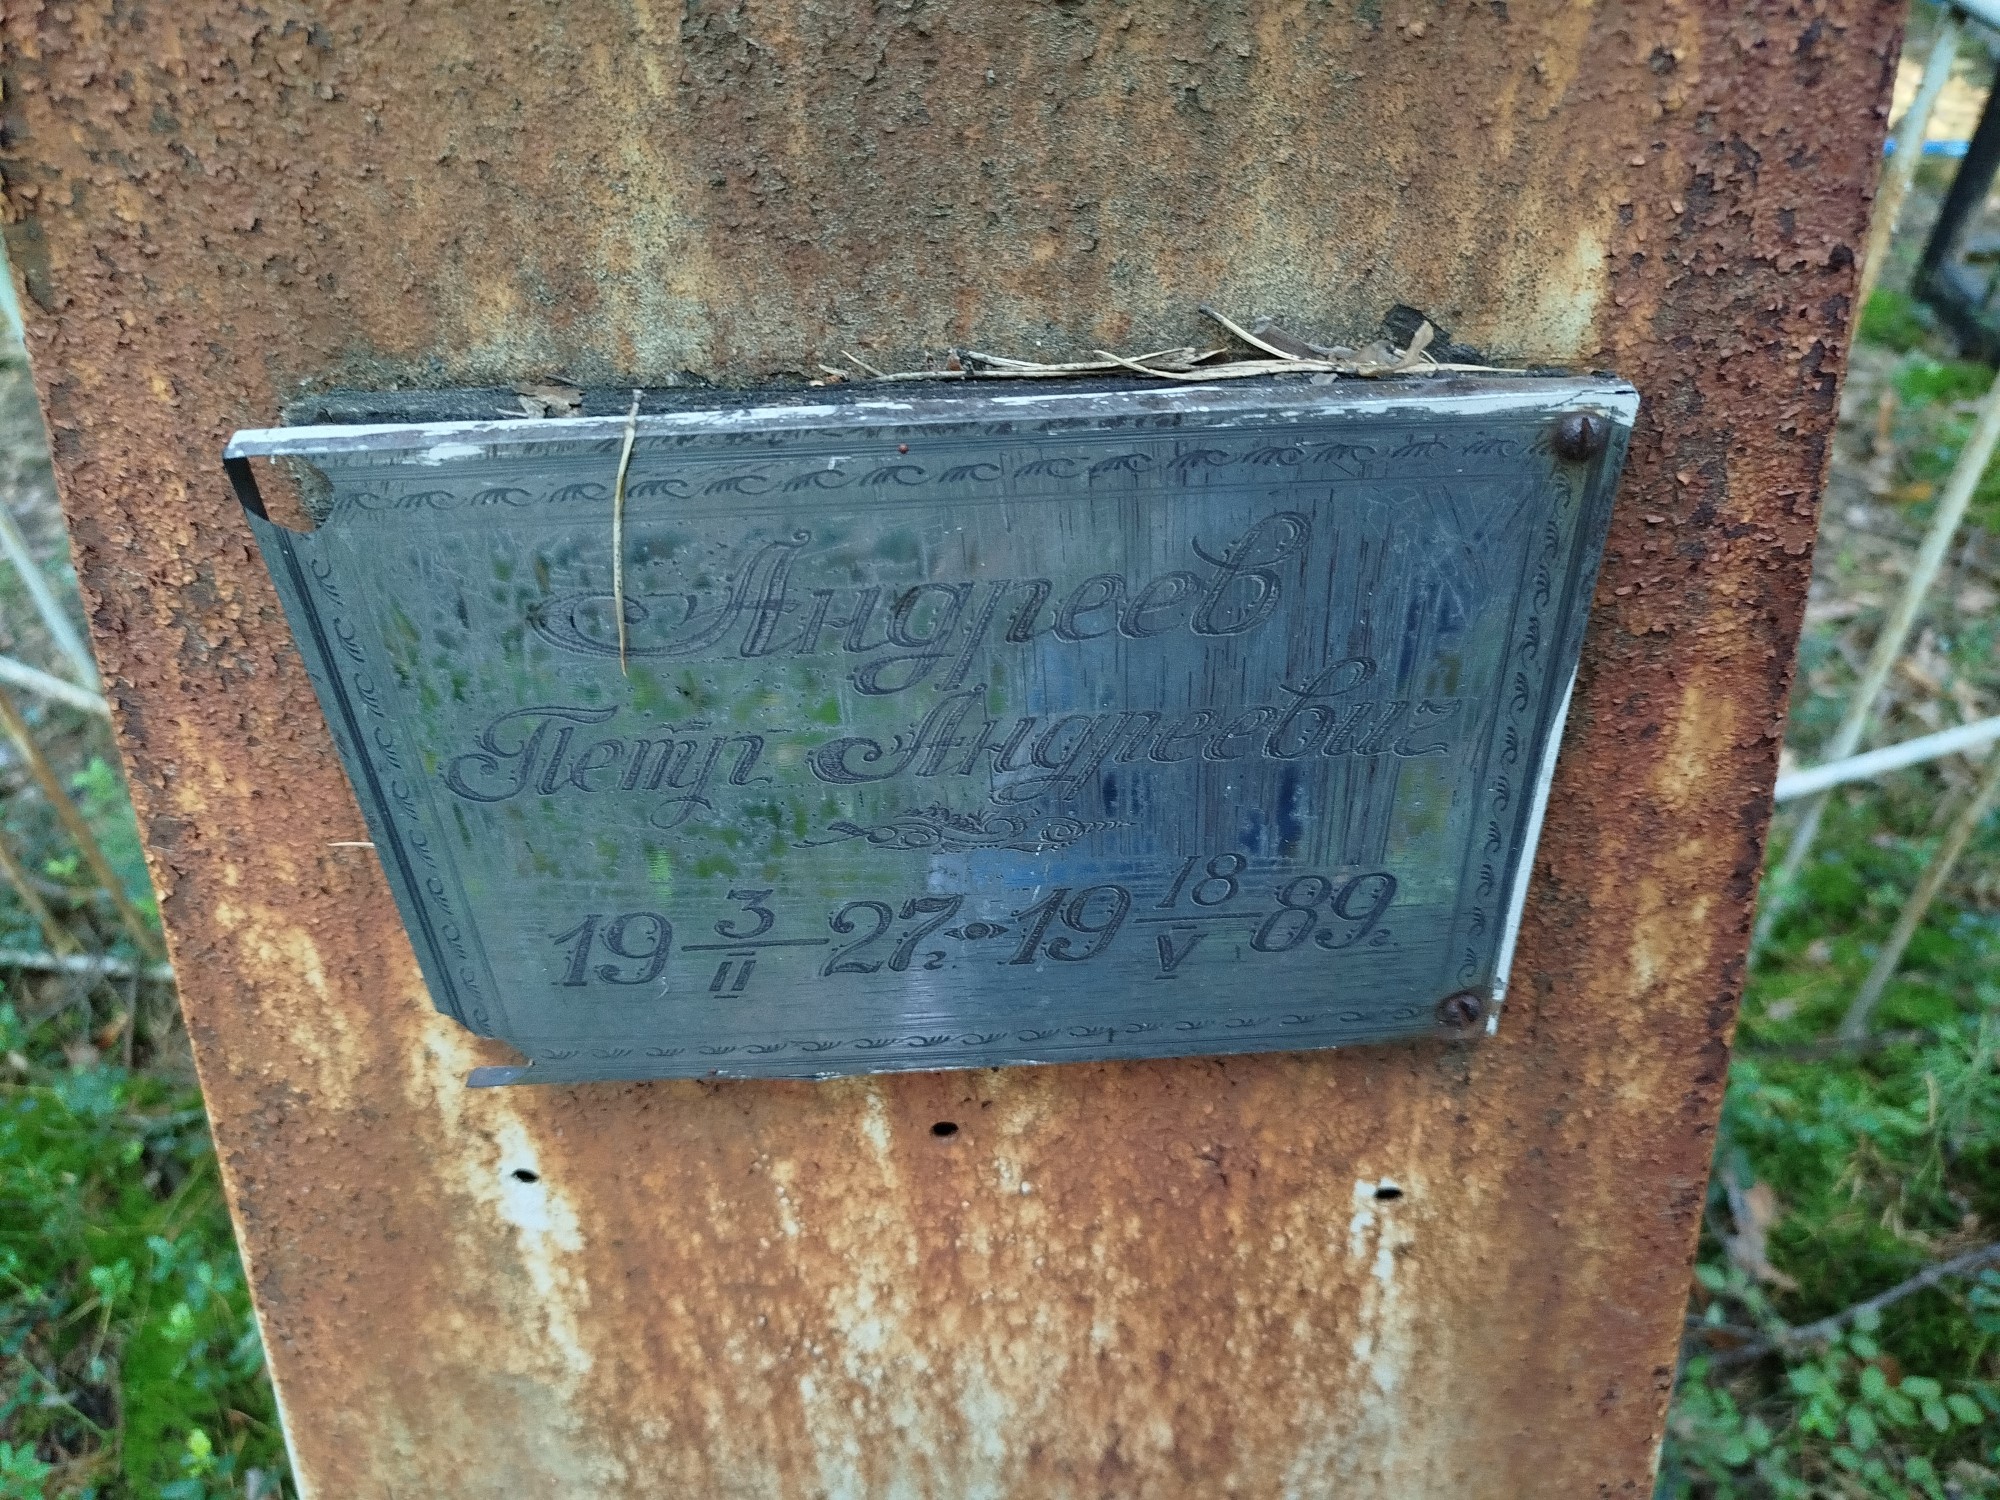 Андреев
Петр Андреевич
19 3/II 27г. 19 18/V 89г.